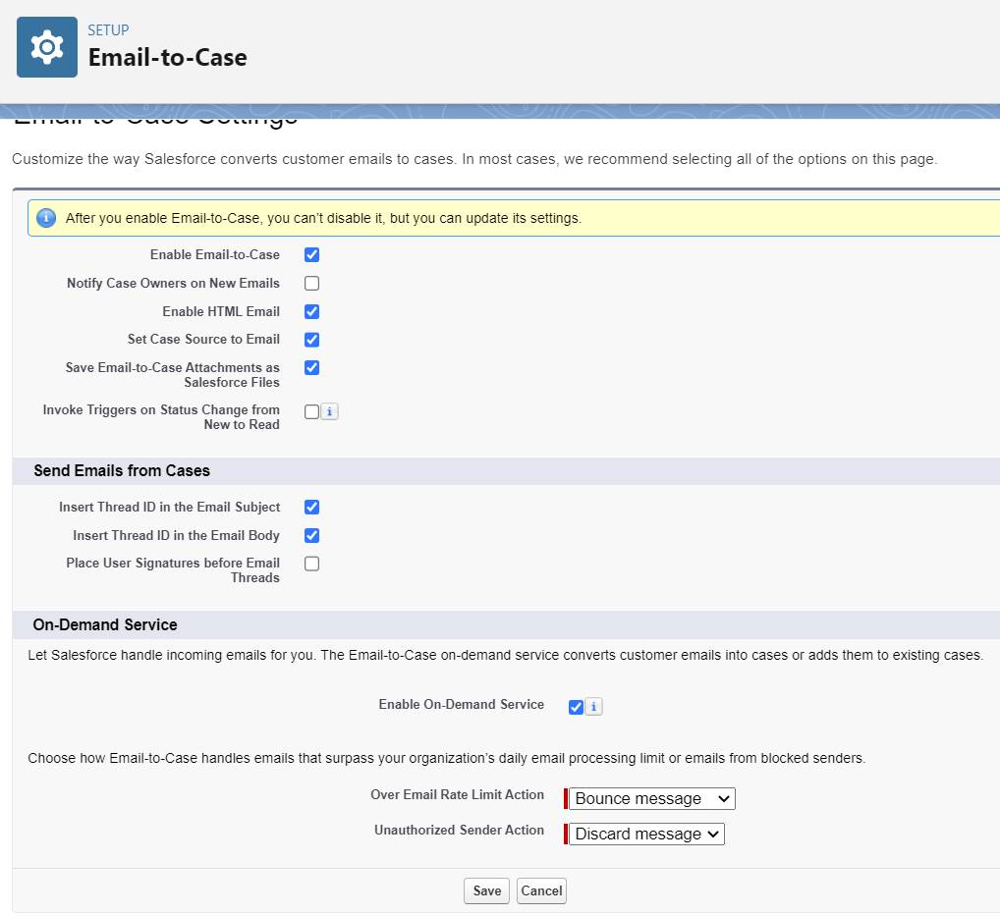 SETUP
Email-to-Case
Email-to-Case Settings
Customize the way Salesforce converts customer emails to cases. In most cases, we recommend selecting all of the options on this page.
After you enable Email-to-Case, you can’t disable it, but you can update its settings.
Enable Email-to-Case
Notify Case Owners on New Emails
Enable HTML Email
Set Case Source to Email
Save Email-to-Case Attachments as
Salesforce Files
Invoke Triggers on Status Change from
New to Read
Send Emails from Cases
Insert Thread ID in the Email Subject
Insert Thread ID in the Email Body
Place User Signatures before Email
Threads
On-Demand Service
Let Salesforce handle incoming emails for you. The Email-to-Case on-demand service converts customer emails into cases or adds them to existing cases.
Enable On-Demand Service
Choose how Email-to-Case handles emails that surpass your organization’s daily email processing limit or emails from blocked senders.
Over Email Rate Limit Action Bounce message
Unauthorized Sender Action Discard message
Save Cancel